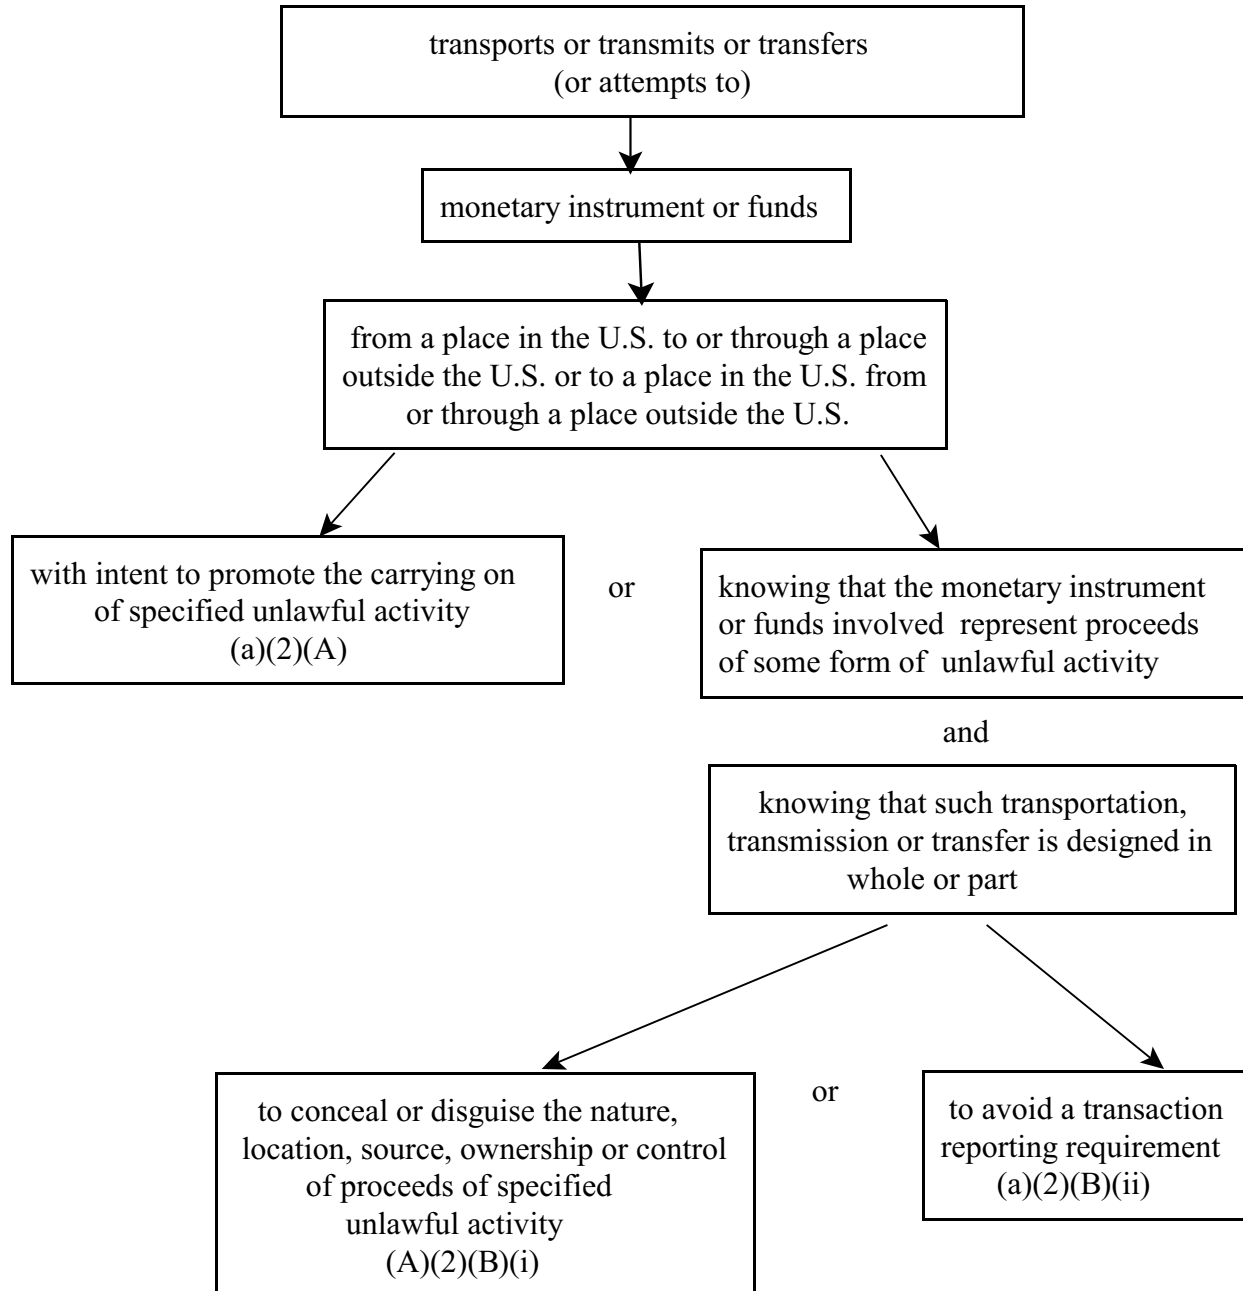 transports or transmits or transfers
(or attempts to)
monetary instrument or funds
from a place in the U.S. to or through a place
outside the U.S. or to a place in the U.S. from
or through a place outside the U.S.
with intent to promote the carrying on
of specified unlawful activity
(a)(2)(A)
or
knowing that the monetary instrument
or funds involved represent proceeds
of some form of unlawful activity
and
knowing that such transportation,
transmission or transfer is designed in
whole or part
to conceal or disguise the nature,
location, source, ownership or control
of proceeds of specified
unlawful activity
(A)(2)(B)(i)
or
to avoid a transaction
reporting requirement
(a)(2)(B)(ii)